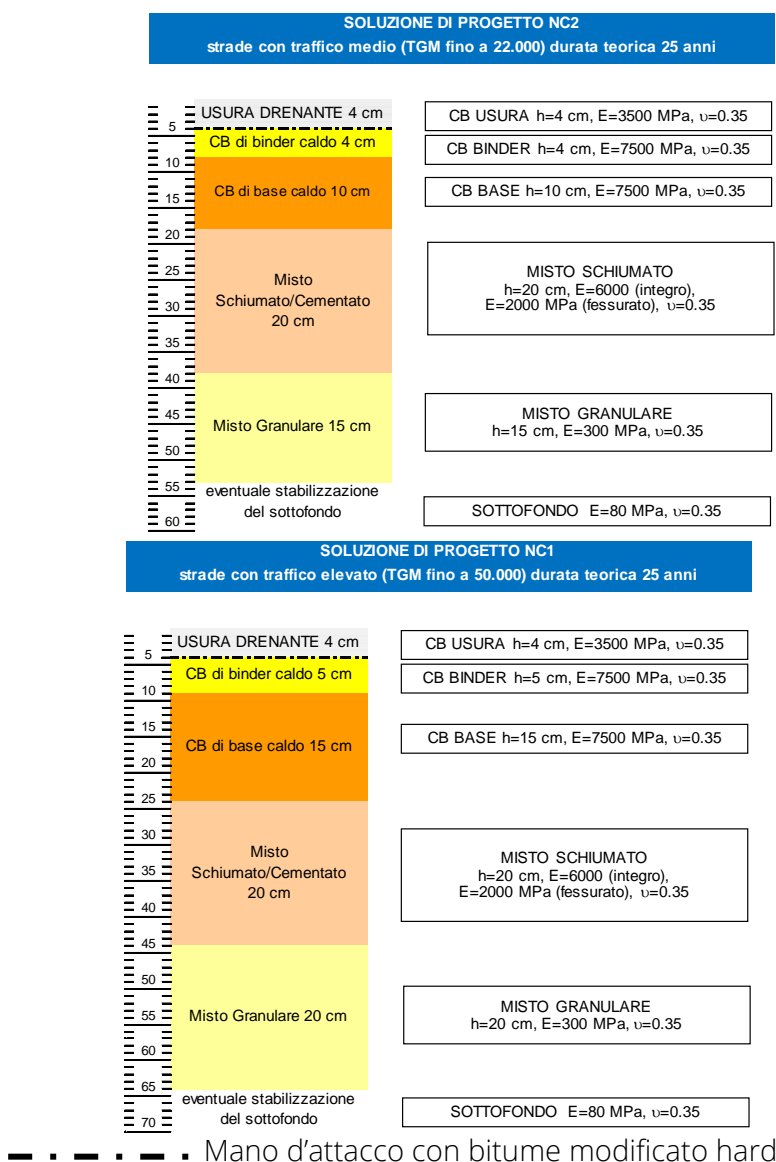 SOLUZIONE DI PROGETTO NC2
strade con traffico medio (TGM fino a 22.000) durata teorica 25 anni
USURA DRENANTE 4 cm
CB USURA h=4 cm, E=3500 MPa, υ=0.35
5
CB di binder caldo 4 cm
CB BINDER h=4 cm, E=7500 MPa, υ=0.35
10
CB di base caldo 10 cm
CB BASE h=10 cm, E=7500 MPa, υ=0.35
15
20
25
Misto
Schiumato/Cementato
20 cm
MISTO SCHIUMATO
h=20 cm, E=6000 (integro),
E=2000 MPa (fessurato), υ=0.35
30
35
40
45
Misto Granulare 15 cm
MISTO GRANULARE
h=15 cm, E=300 MPa, υ=0.35
50
55
eventuale stabilizzazione
del sottofondo
SOTTOFONDO E=80 MPa, υ=0.35
60
SOLUZIONE DI PROGETTO NC1
strade con traffico elevato (TGM fino a 50.000) durata teorica 25 anni
USURA DRENANTE 4 cm
CB USURA h=4 cm, E=3500 MPa, υ=0.35
5
CB di binder caldo 5 cm
CB BINDER h=5 cm, E=7500 MPa, υ=0.35
10
15
CB di base caldo 15 cm
CB BASE h=15 cm, E=7500 MPa, υ=0.35
20
25
30
Misto
Schiumato/Cementato
20 cm
MISTO SCHIUMATO
h=20 cm, E=6000 (integro),
E=2000 MPa (fessurato), υ=0.35
35
40
45
50
55
Misto Granulare 20 cm
MISTO GRANULARE
h=20 cm, E=300 MPa, υ=0.35
60
65
eventuale stabilizzazione
del sottofondo
SOTTOFONDO E=80 MPa, υ=0.35
70
Mano d'attacco con bitume modificato hard